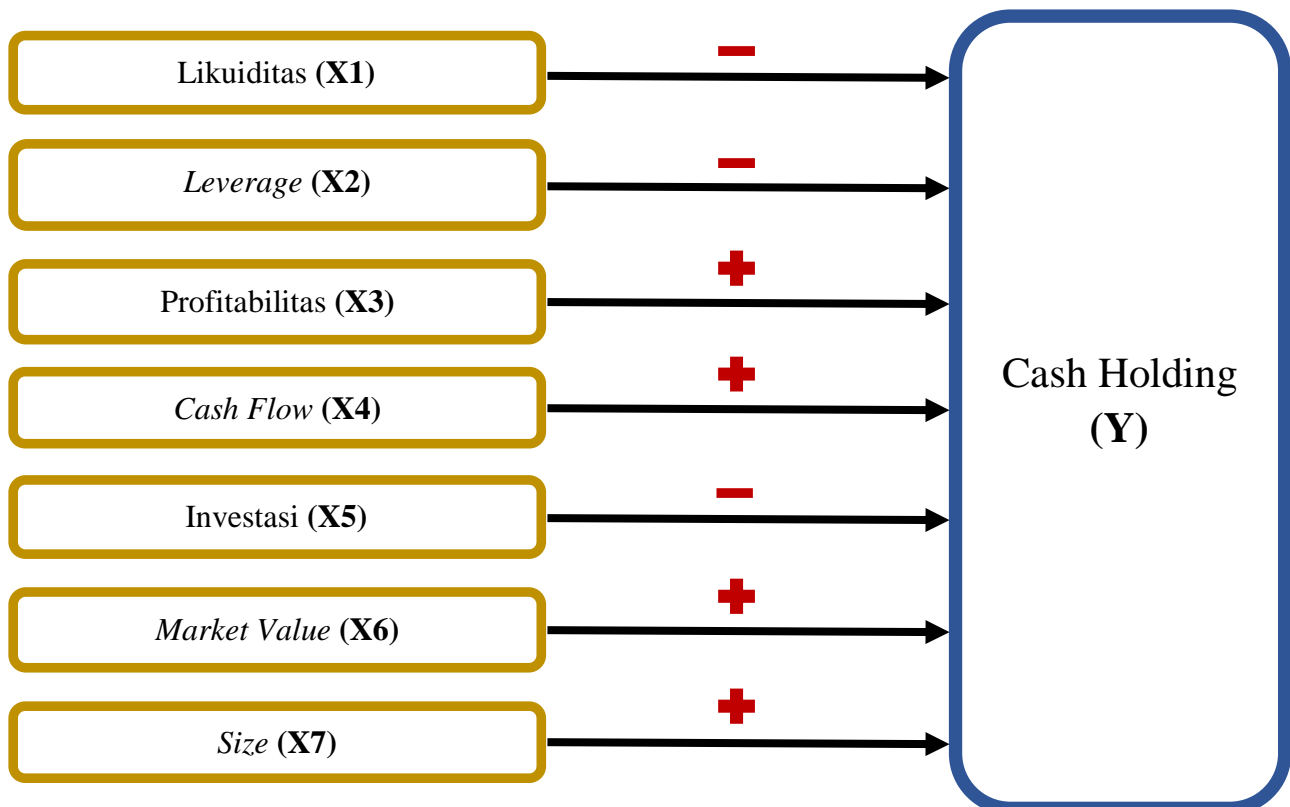 Likuiditas (X1)
Leverage (X2)
Profitabilitas (X3)
Cash Flow (X4)
Investasi (X5)
Market Value (X6)
Size (X7)
Cash Holding
(Y)